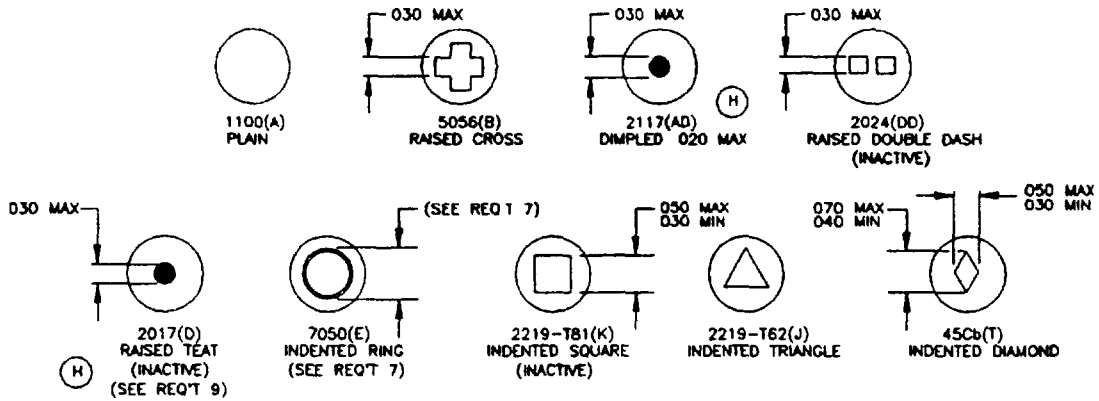 030 MAX
030 MAX
030 MAX
1100(A)
PLAIN
5056(B)
RAISED CROSS
2117(AD)
DIMPLED 020 MAX
H
2024(DD)
RAISED DOUBLE DASH
(INACTIVE)
030 MAX
(SEE REQ'T 7)
050 MAX
030 MIN
070 MAX
040 MIN
050 MAX
030 MIN
2017(D)
RAISED TEAT
(INACTIVE)
(SEE REQ'T 9)
H
7050(E)
INDENTED RING
(SEE REQ'T 7)
2219-T81(K)
INDENTED SQUARE
(INACTIVE)
2219-T62(J)
INDENTED TRIANGLE
45Cb(T)
INDENTED DIAMOND